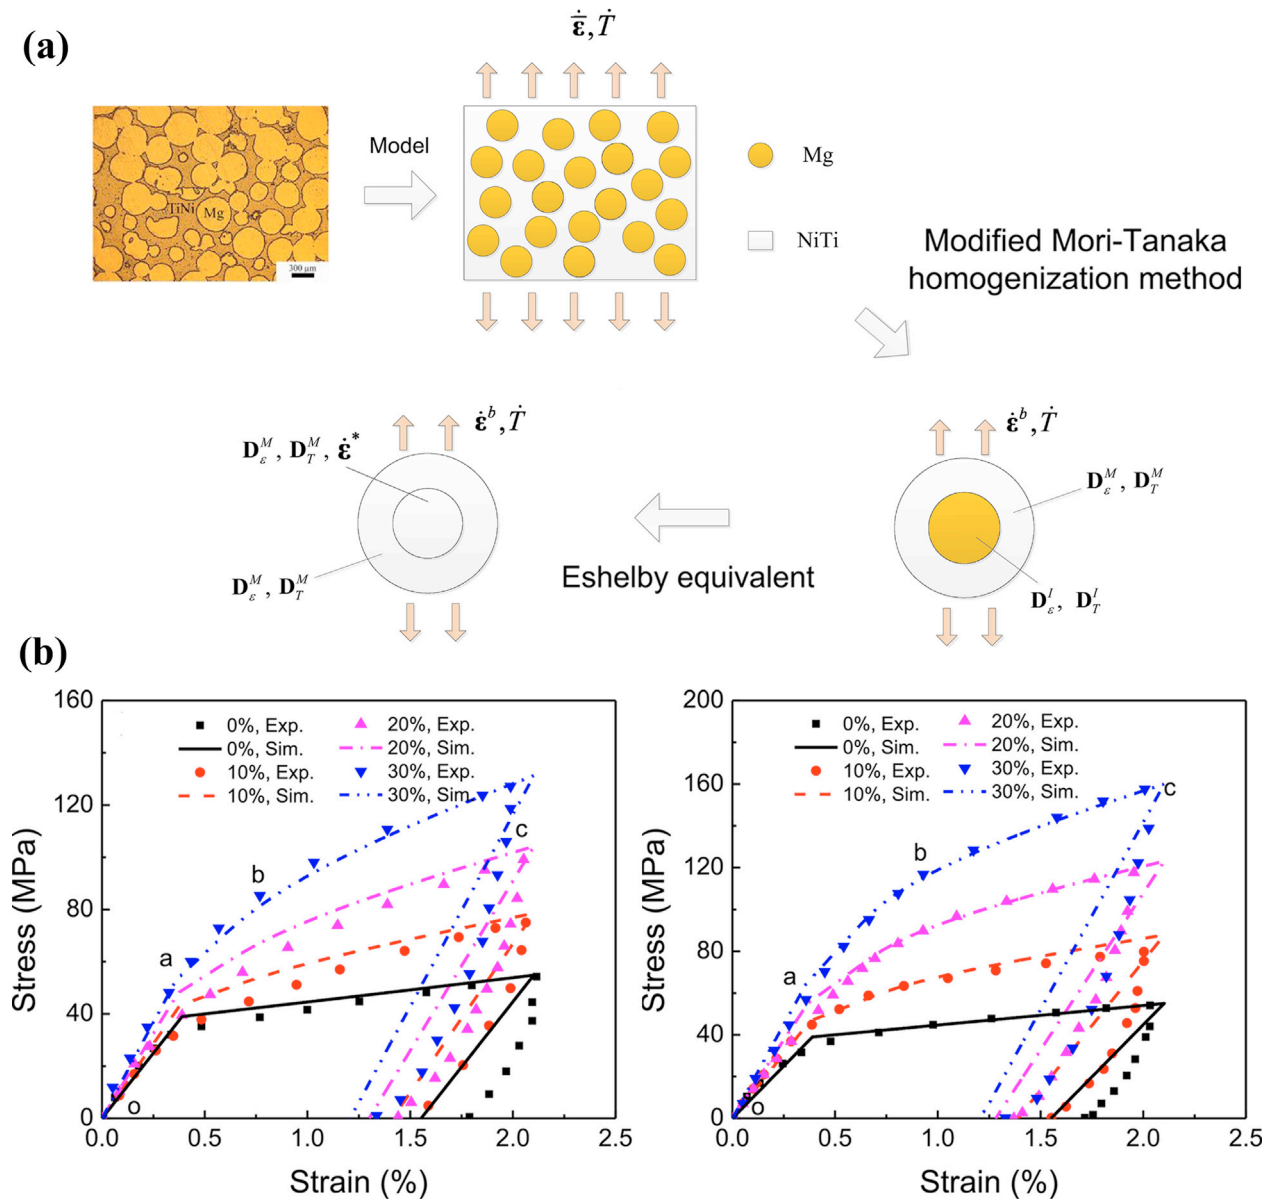 (a)
ε̄̇, Ṫ
Model
TiNi
Mg
300 μm
Mg
NiTi
Modified Mori-Tanaka
homogenization method
ε̇ᵇ, Ṫ
D_ε^M, D_T^M, ε̇*
D_ε^M, D_T^M
Eshelby equivalent
ε̇ᵇ, Ṫ
D_ε^M, D_T^M
D_ε^I, D_T^I
(b)
160
120
80
40
0
Stress (MPa)
0%, Exp.
0%, Sim.
10%, Exp.
10%, Sim.
20%, Exp.
20%, Sim.
30%, Exp.
30%, Sim.
o
a
b
c
0.0 0.5 1.0 1.5 2.0 2.5
Strain (%)
200
160
120
80
40
0
Stress (MPa)
0%, Exp.
0%, Sim.
10%, Exp.
10%, Sim.
20%, Exp.
20%, Sim.
30%, Exp.
30%, Sim.
o
a
b
c
0.0 0.5 1.0 1.5 2.0 2.5
Strain (%)